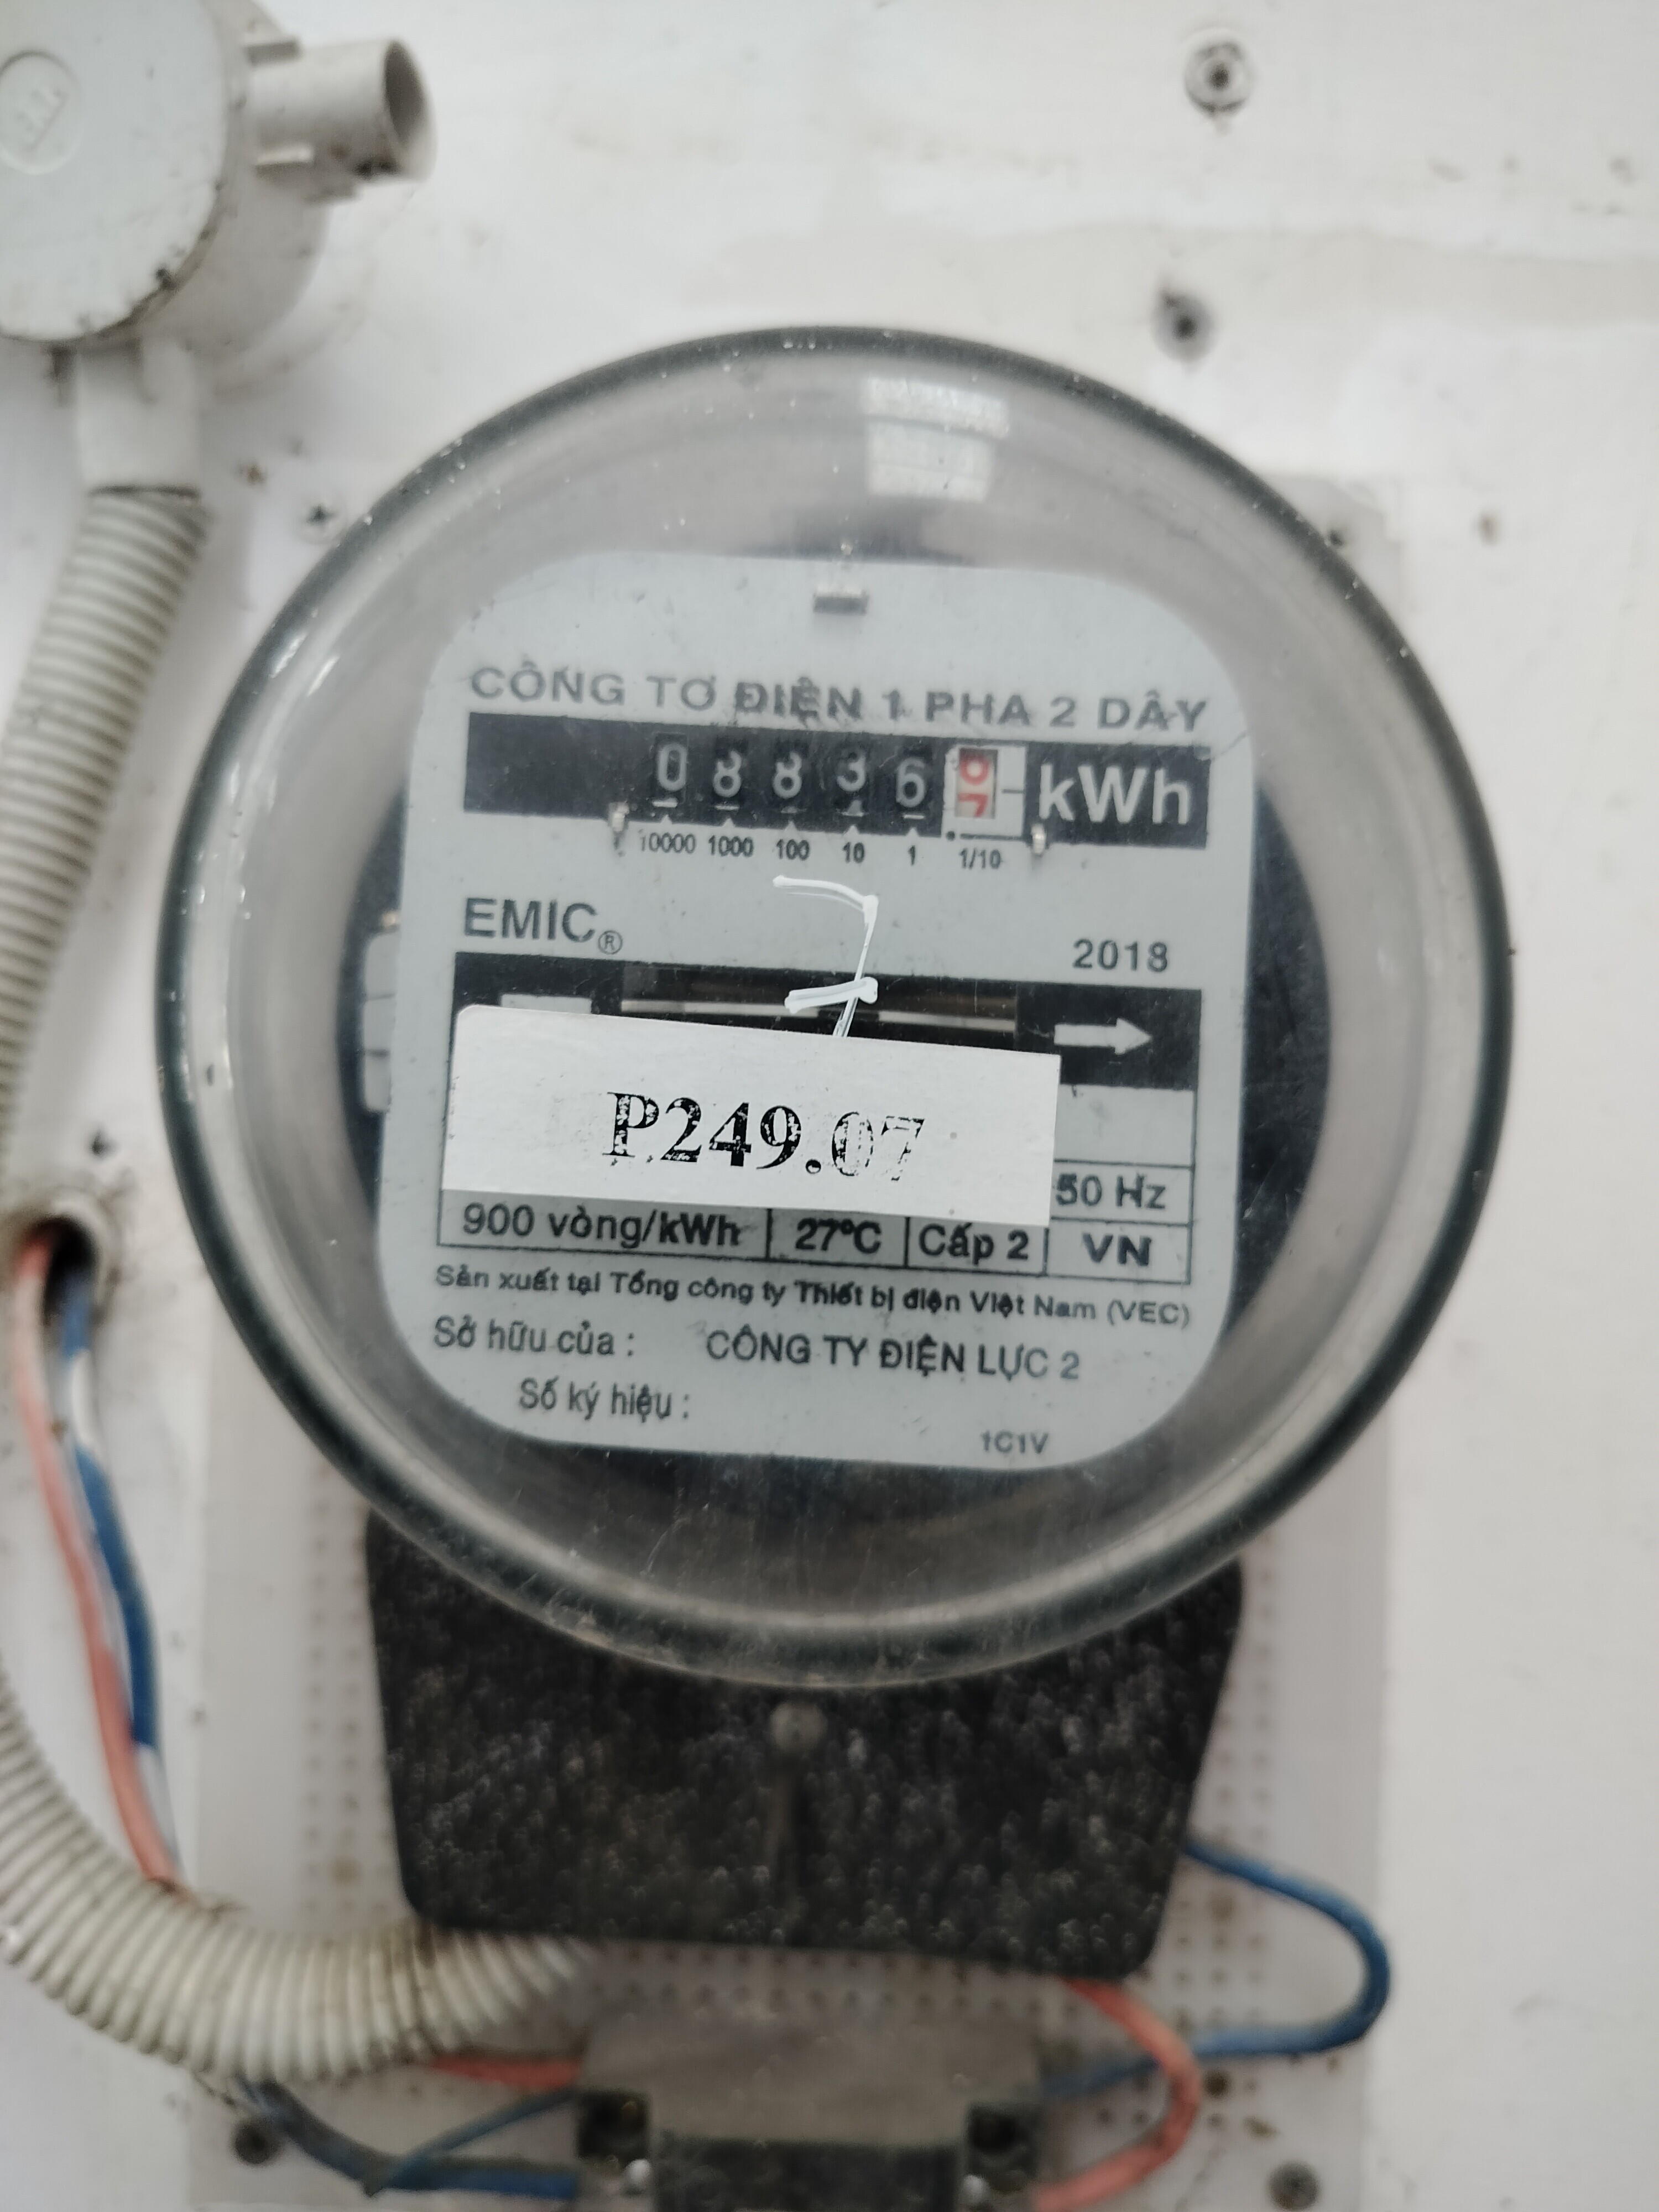 CÔNG TƠ ĐIỆN 1 PHA 2 DÂY
08836 kWh
10000 1000 100 10 1 1/10
EMIC®
2018
P249.07
50 Hz
900 vòng/kWh 27°C Cấp 2 VN
Sản xuất tại Tổng công ty Thiết bị điện Việt Nam (VEC)
Sở hữu của : CÔNG TY ĐIỆN LỰC 2
Số ký hiệu :
1C1V